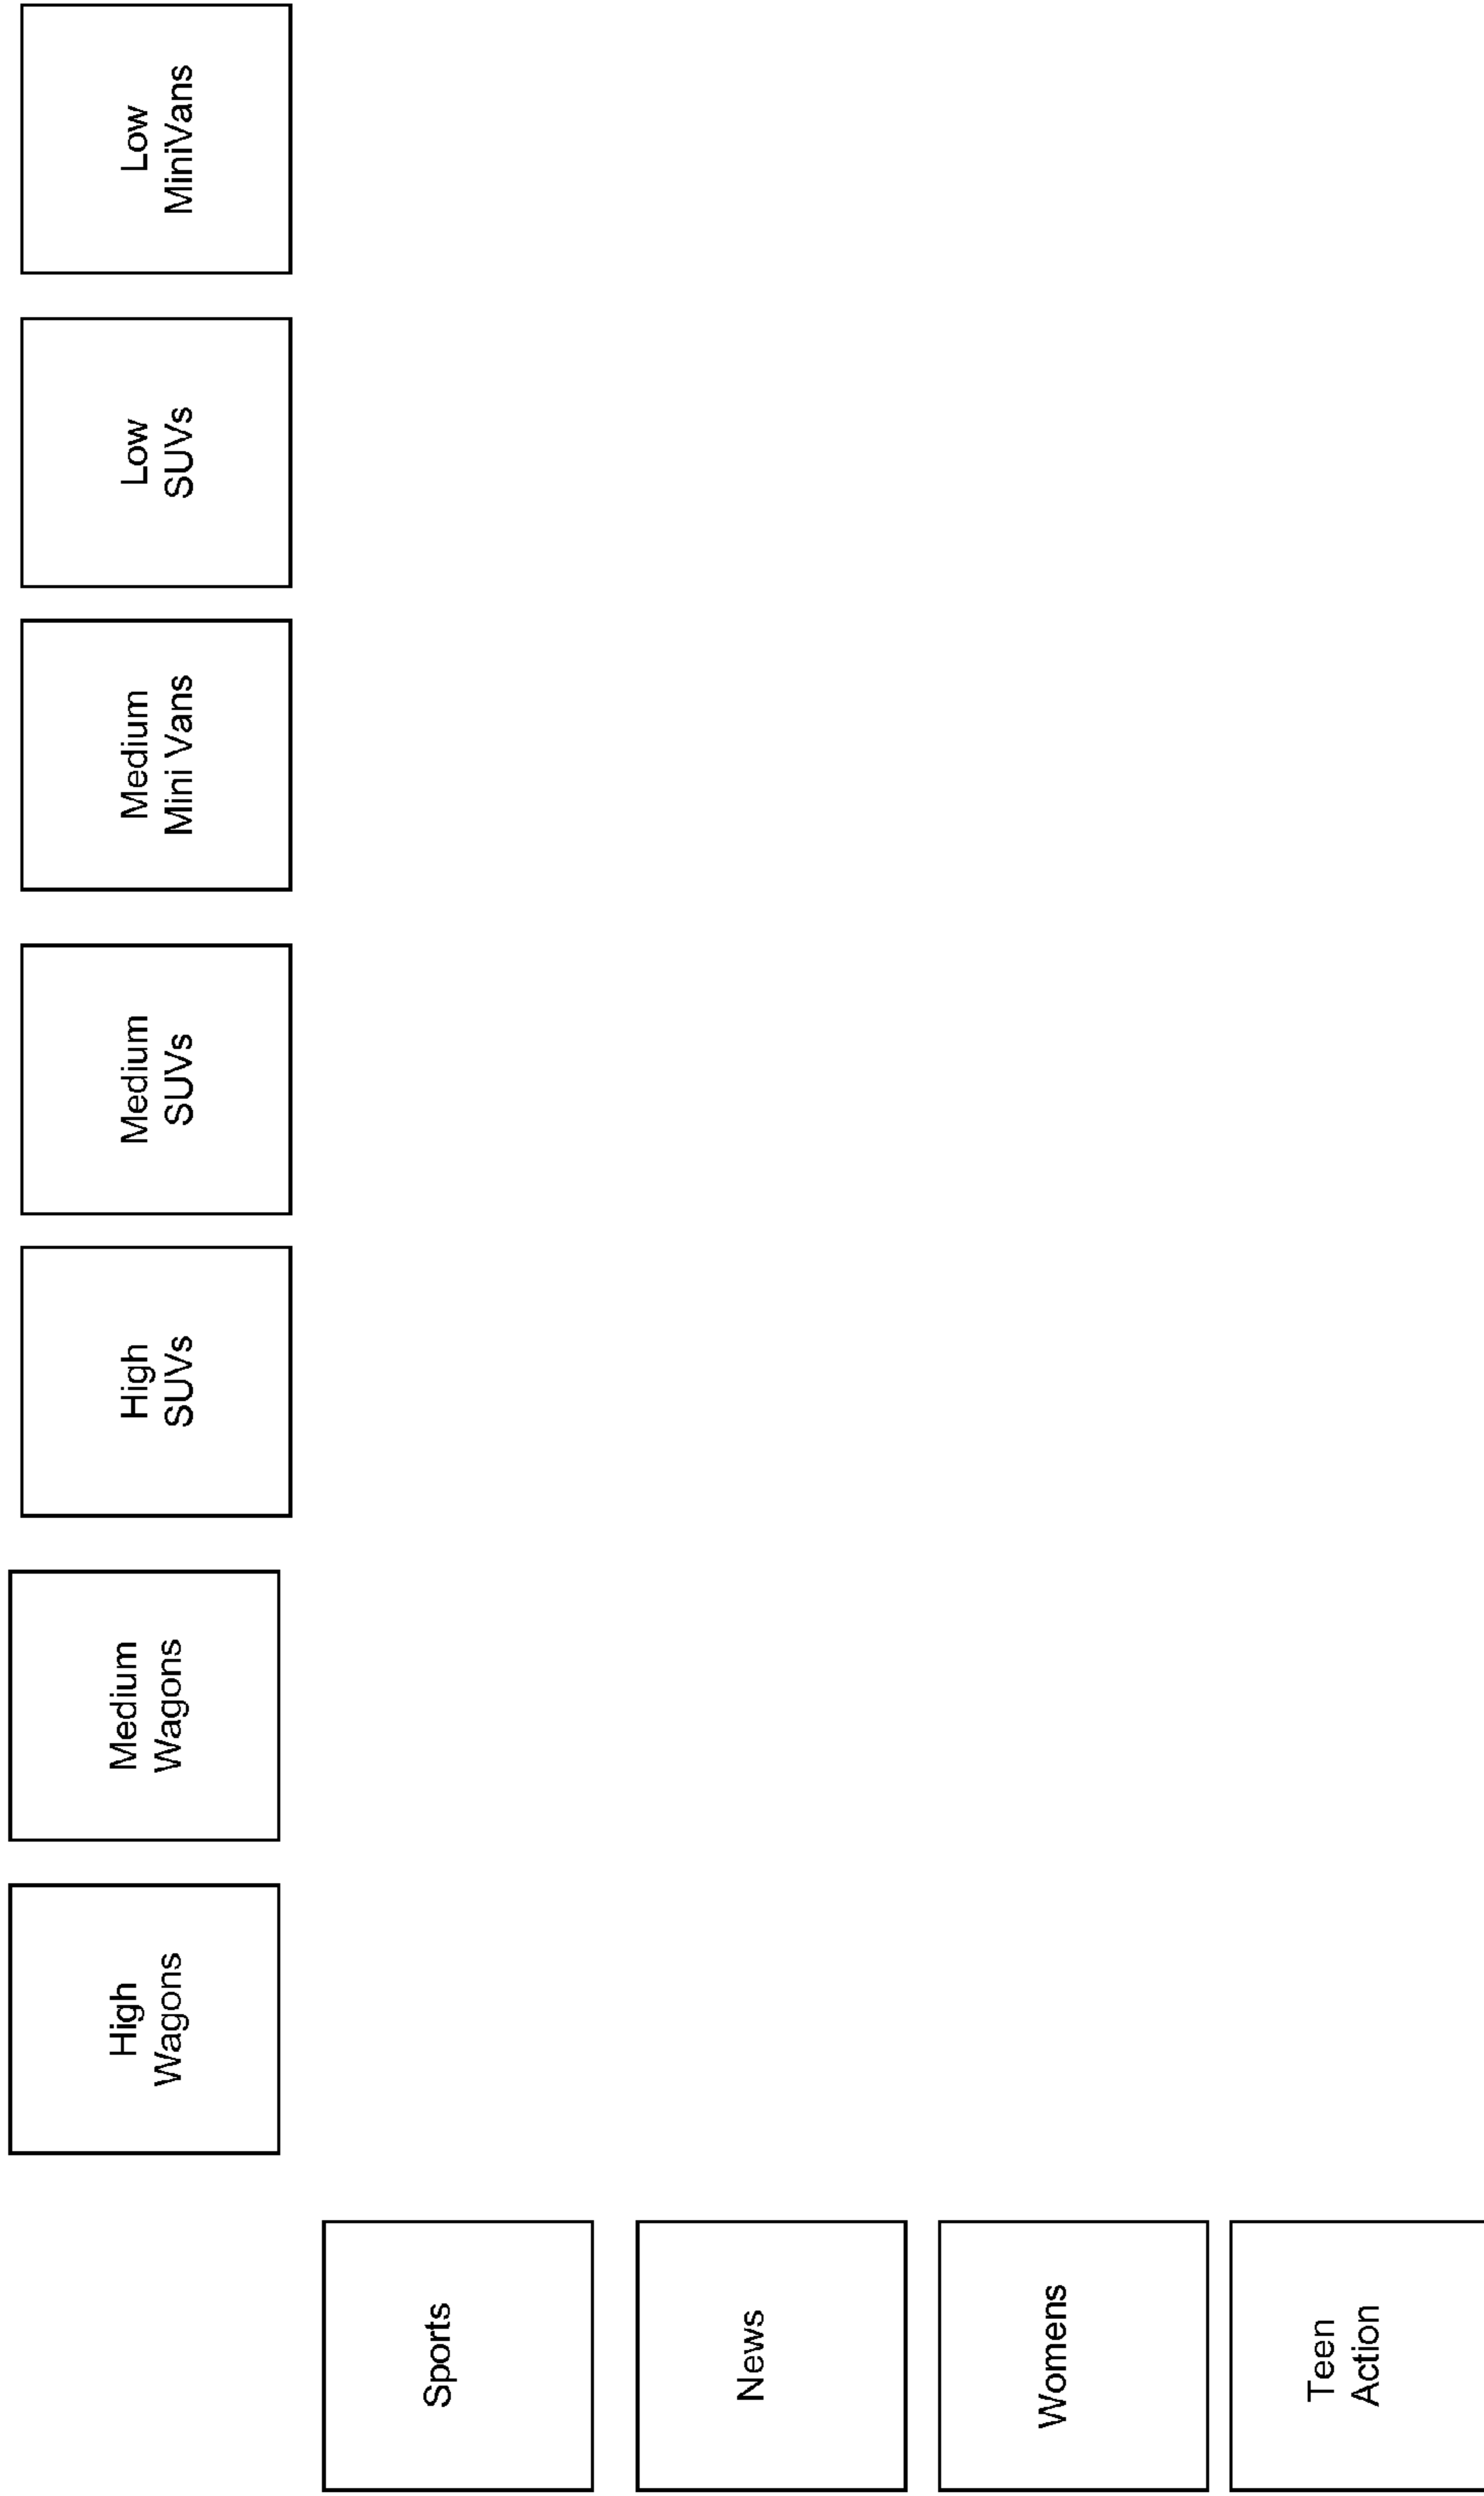 High
Wagons
Medium
Wagons
High
SUVs
Medium
SUVs
Medium
Mini Vans
Low
SUVs
Low
MiniVans
Sports
News
Womens
Teen
Action